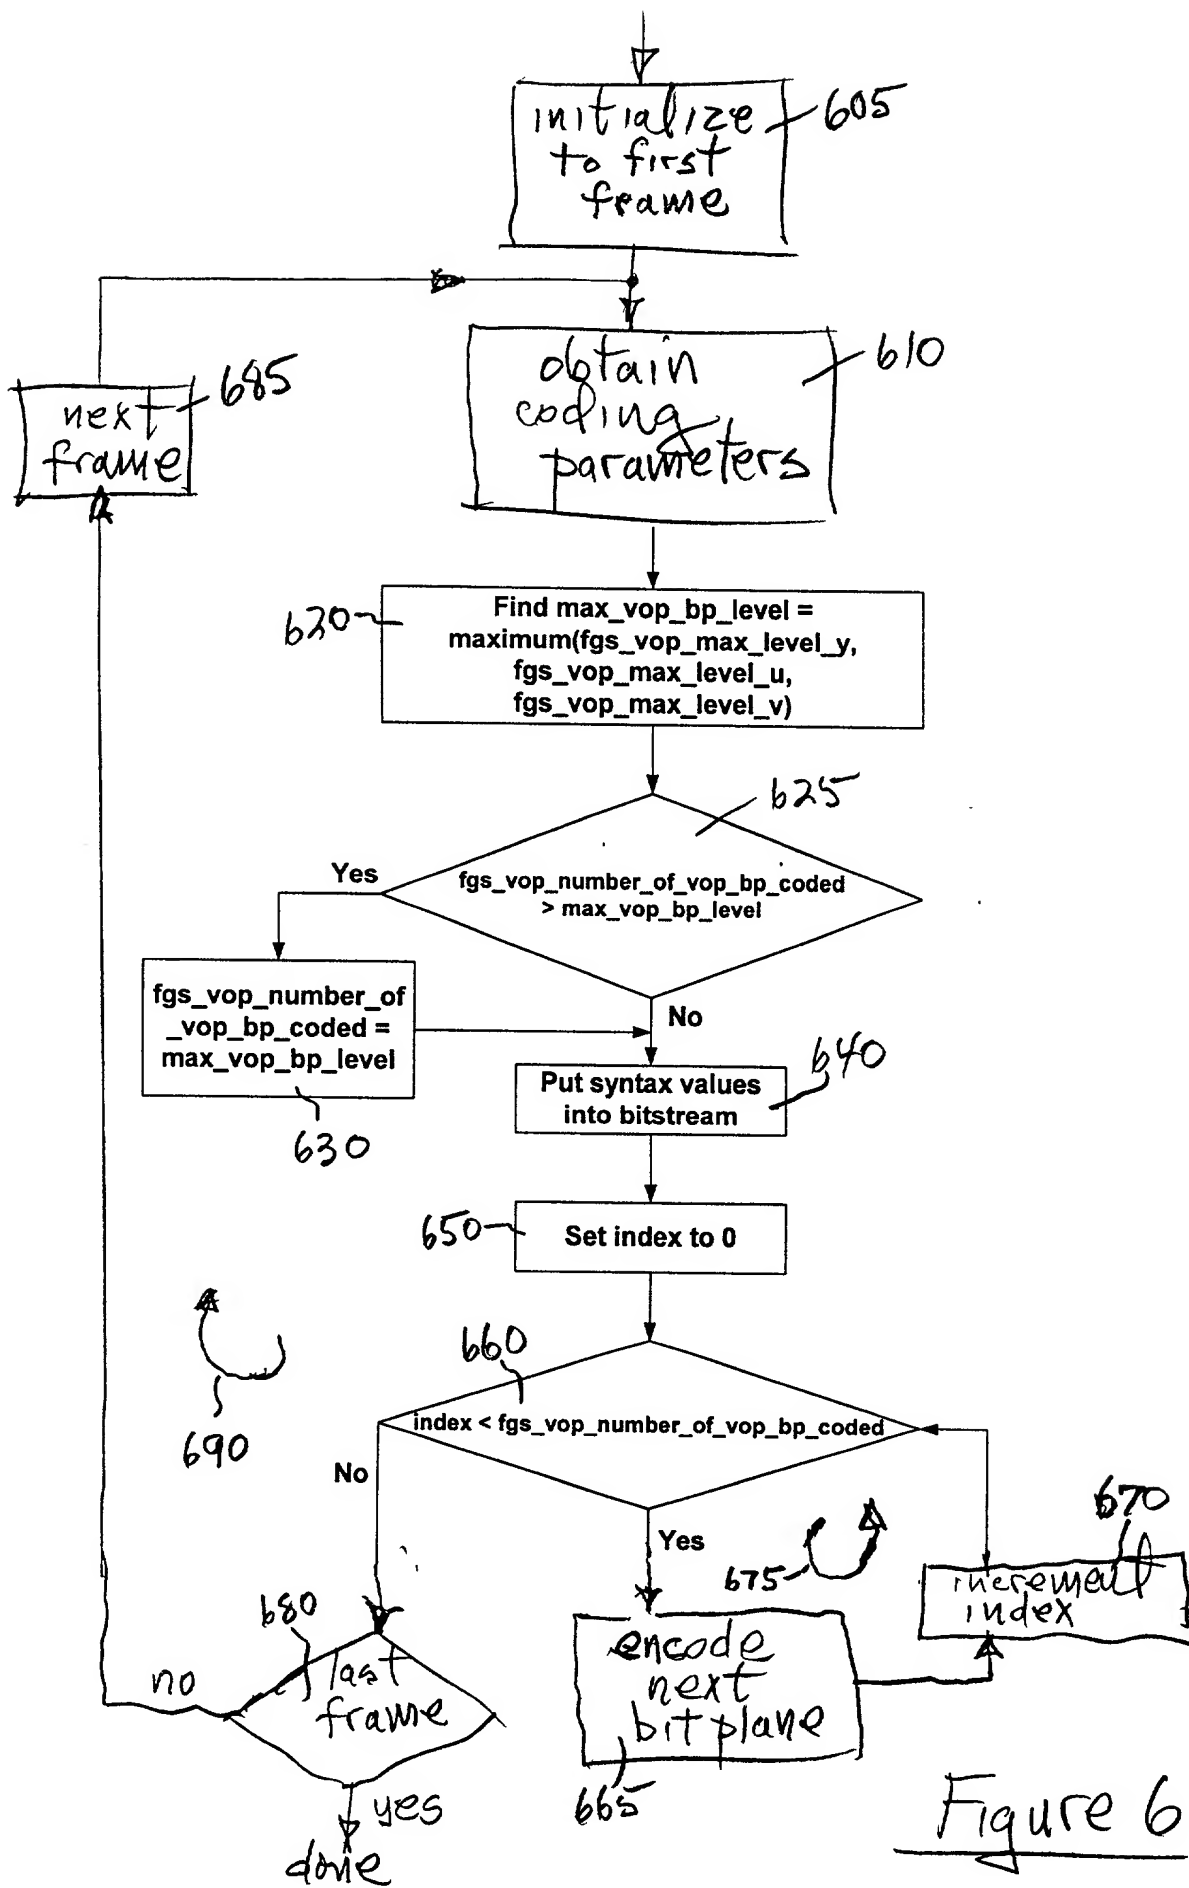 initialize
to first
frame
605
obtain
coding
parameters
610
next
frame
685
620
Find max_vop_bp_level =
maximum(fgs_vop_max_level_y,
fgs_vop_max_level_u,
fgs_vop_max_level_v)
625
Yes
fgs_vop_number_of_vop_bp_coded
> max_vop_bp_level
fgs_vop_number_of
_vop_bp_coded =
max_vop_bp_level
630
No
640
Put syntax values
into bitstream
650
Set index to 0
690
660
index < fgs_vop_number_of_vop_bp_coded
No
Yes
675
670
increment
index
680
last
frame
no
encode
next
bit plane
665
yes
done
Figure 6